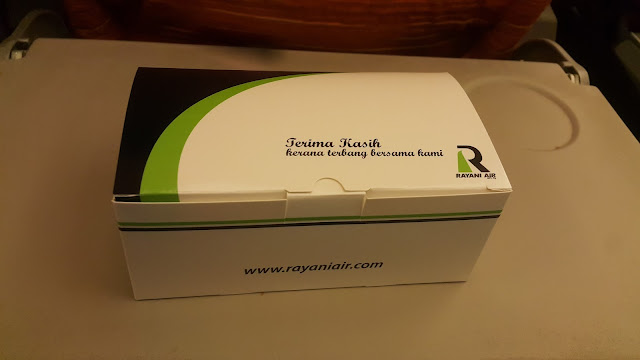 Terima Kasih
kerana terbang bersama kami
RAYANI AIR
www.rayaniair.com